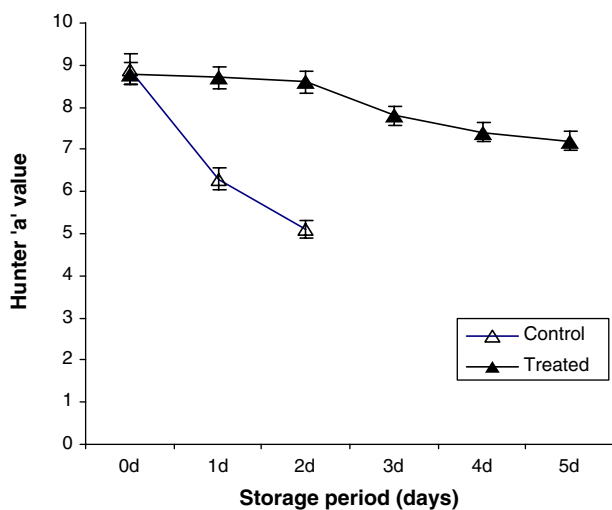 10
9
8
7
6
5
4
3
2
1
0
Hunter 'a' value
Control
Treated
0d 1d 2d 3d 4d 5d
Storage period (days)